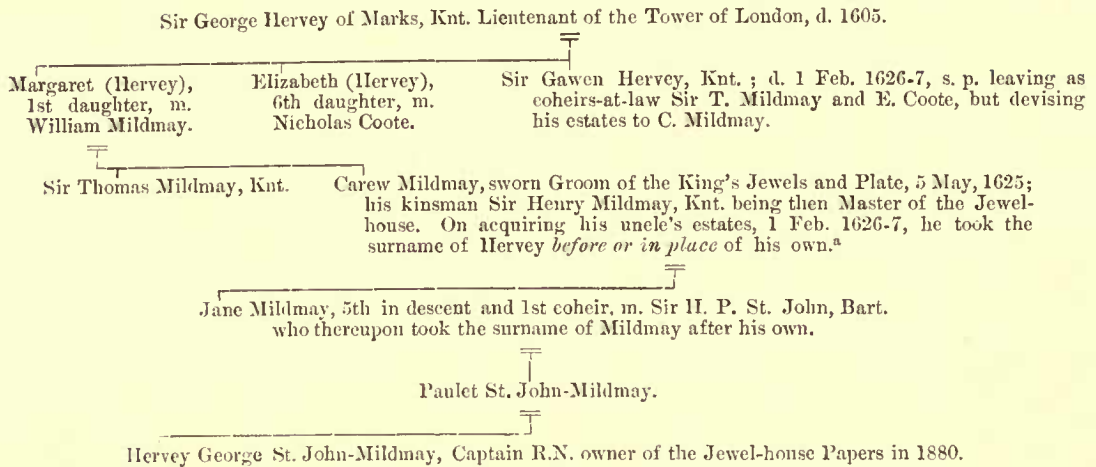 Sir George Hervey of Marks, Knt. Lieutenant of the Tower of London, d. 1605.
Margaret (Hervey),
1st daughter, m.
William Mildmay.
Elizabeth (Hervey),
6th daughter, m.
Nicholas Coote.
Sir Gawen Hervey, Knt. ; d. 1 Feb. 1626-7, s. p. leaving as
coheirs-at-law Sir T. Mildmay and E. Coote, but devising
his estates to C. Mildmay.
Sir Thomas Mildmay, Knt.
Carew Mildmay, sworn Groom of the King's Jewels and Plate, 5 May, 1625;
his kinsman Sir Henry Mildmay, Knt. being then Master of the Jewel-
house. On acquiring his uncle's estates, 1 Feb. 1626-7, he took the
surname of Hervey before or in place of his own.ª
Jane Mildmay, 5th in descent and 1st coheir, m. Sir H. P. St. John, Bart.
who thereupon took the surname of Mildmay after his own.
Paulet St. John-Mildmay.
Hervey George St. John-Mildmay, Captain R.N. owner of the Jewel-house Papers in 1880.